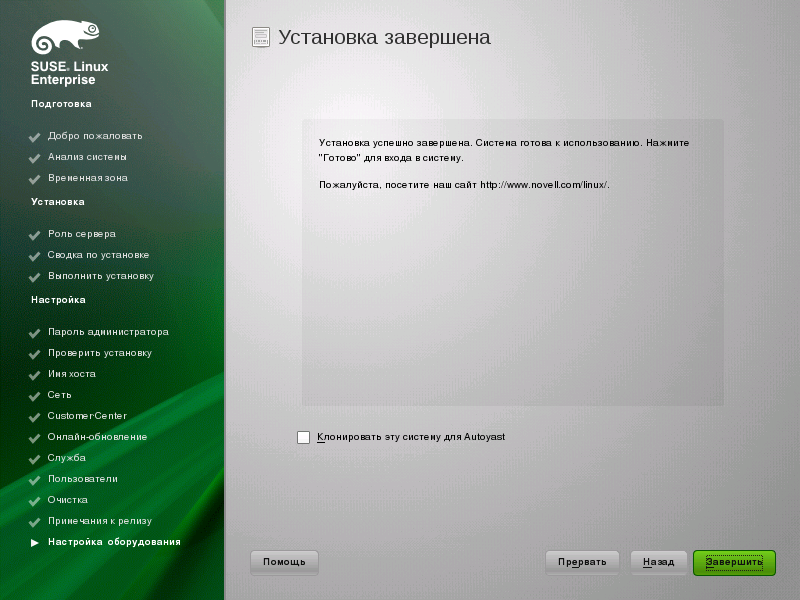 SUSE® Linux
Enterprise
Подготовка
Добро пожаловать
Анализ системы
Временная зона
Установка
Роль сервера
Сводка по установке
Выполнить установку
Настройка
Пароль администратора
Проверить установку
Имя хоста
Сеть
Customer Center
Онлайн-обновление
Служба
Пользователи
Очистка
Примечания к релизу
Настройка оборудования
Установка завершена
Установка успешно завершена. Система готова к использованию. Нажмите
"Готово" для входа в систему.
Пожалуйста, посетите наш сайт http://www.novell.com/linux/.
Клонировать эту систему для Autoyast
Помощь
Прервать
Назад
Завершить